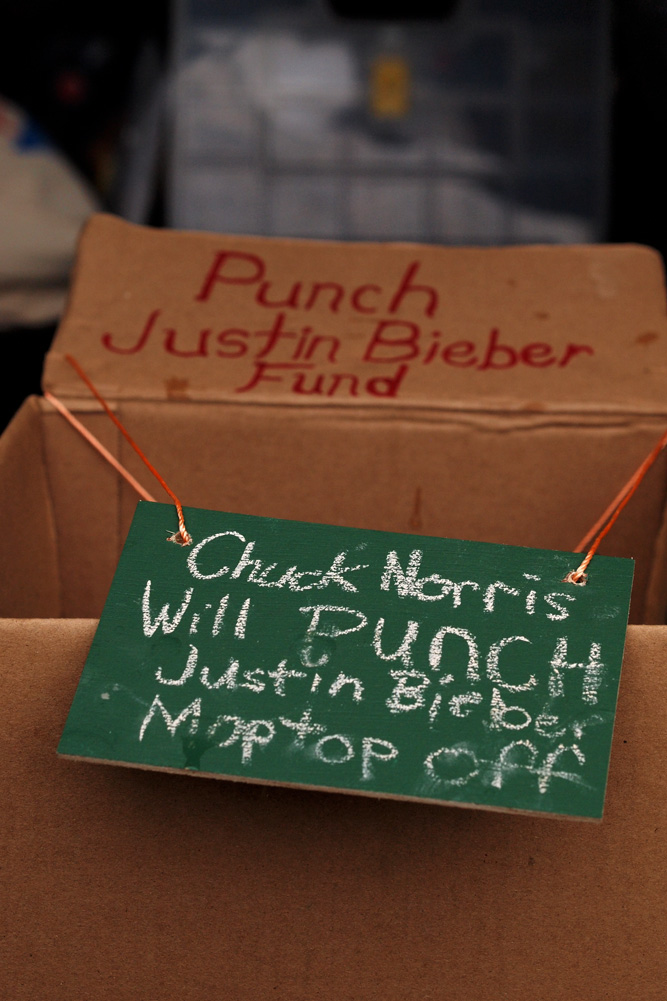 Punch
Justin Bieber
Fund
Chuck Norris
Will PUNCH
Justin Bieber
Moptop off